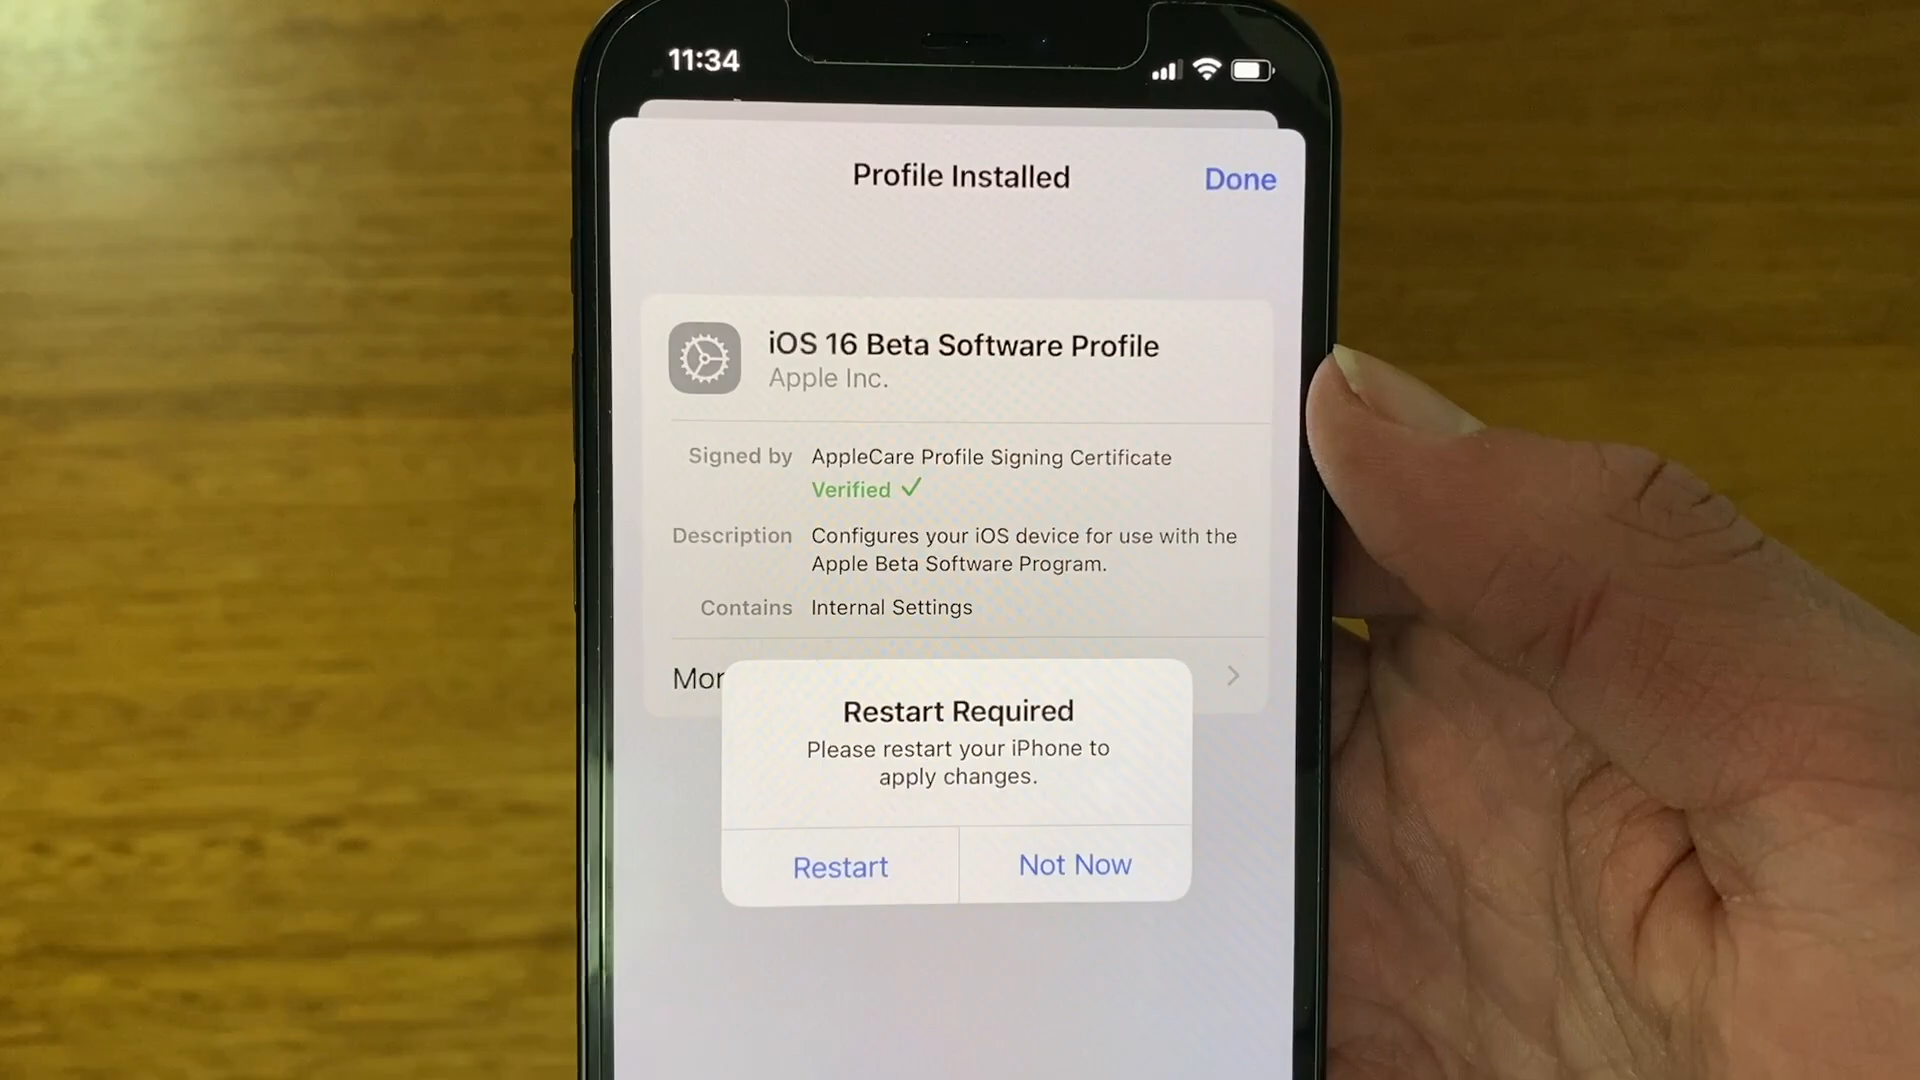 11:34
Profile Installed
Done
iOS 16 Beta Software Profile
Apple Inc.
Signed by AppleCare Profile Signing Certificate
Verified ✓
Description Configures your iOS device for use with the
Apple Beta Software Program.
Contains Internal Settings
Restart Required
Please restart your iPhone to
apply changes.
Restart
Not Now